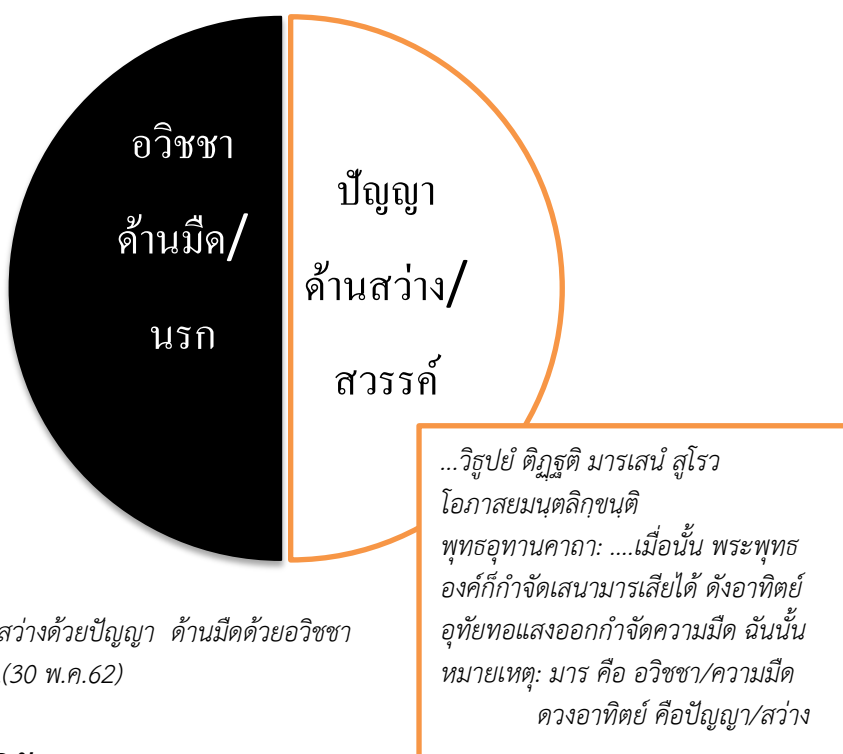 อวิชชา
ด้านมืด/
นรก
ปัญญา
ด้านสว่าง/
สวรรค์
...วิธูปยํ ติฏฺฐติ มารเสนํ สูโรว
โอภาสยมนฺตลิกฺขนฺติ
พุทธอุทานคาถา: ....เมื่อนั้น พระพุทธ
องค์ก็กำจัดเสนามารเสียได้ ดังอาทิตย์
อุทัยทอแสงออกกำจัดความมืด ฉันนั้น
หมายเหตุ: มาร คือ อวิชชา/ความมืด
ดวงอาทิตย์ คือปัญญา/สว่าง
สว่างด้วยปัญญา ด้านมืดด้วยอวิชชา
(30 พ.ค.62)